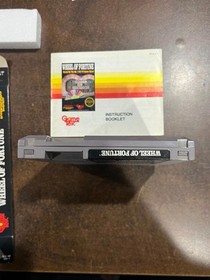 WHEEL OF FORTUNE
GameTek
INSTRUCTION
BOOKLET
WHEEL OF FORTUNE
WHEEL OF FORTUNE